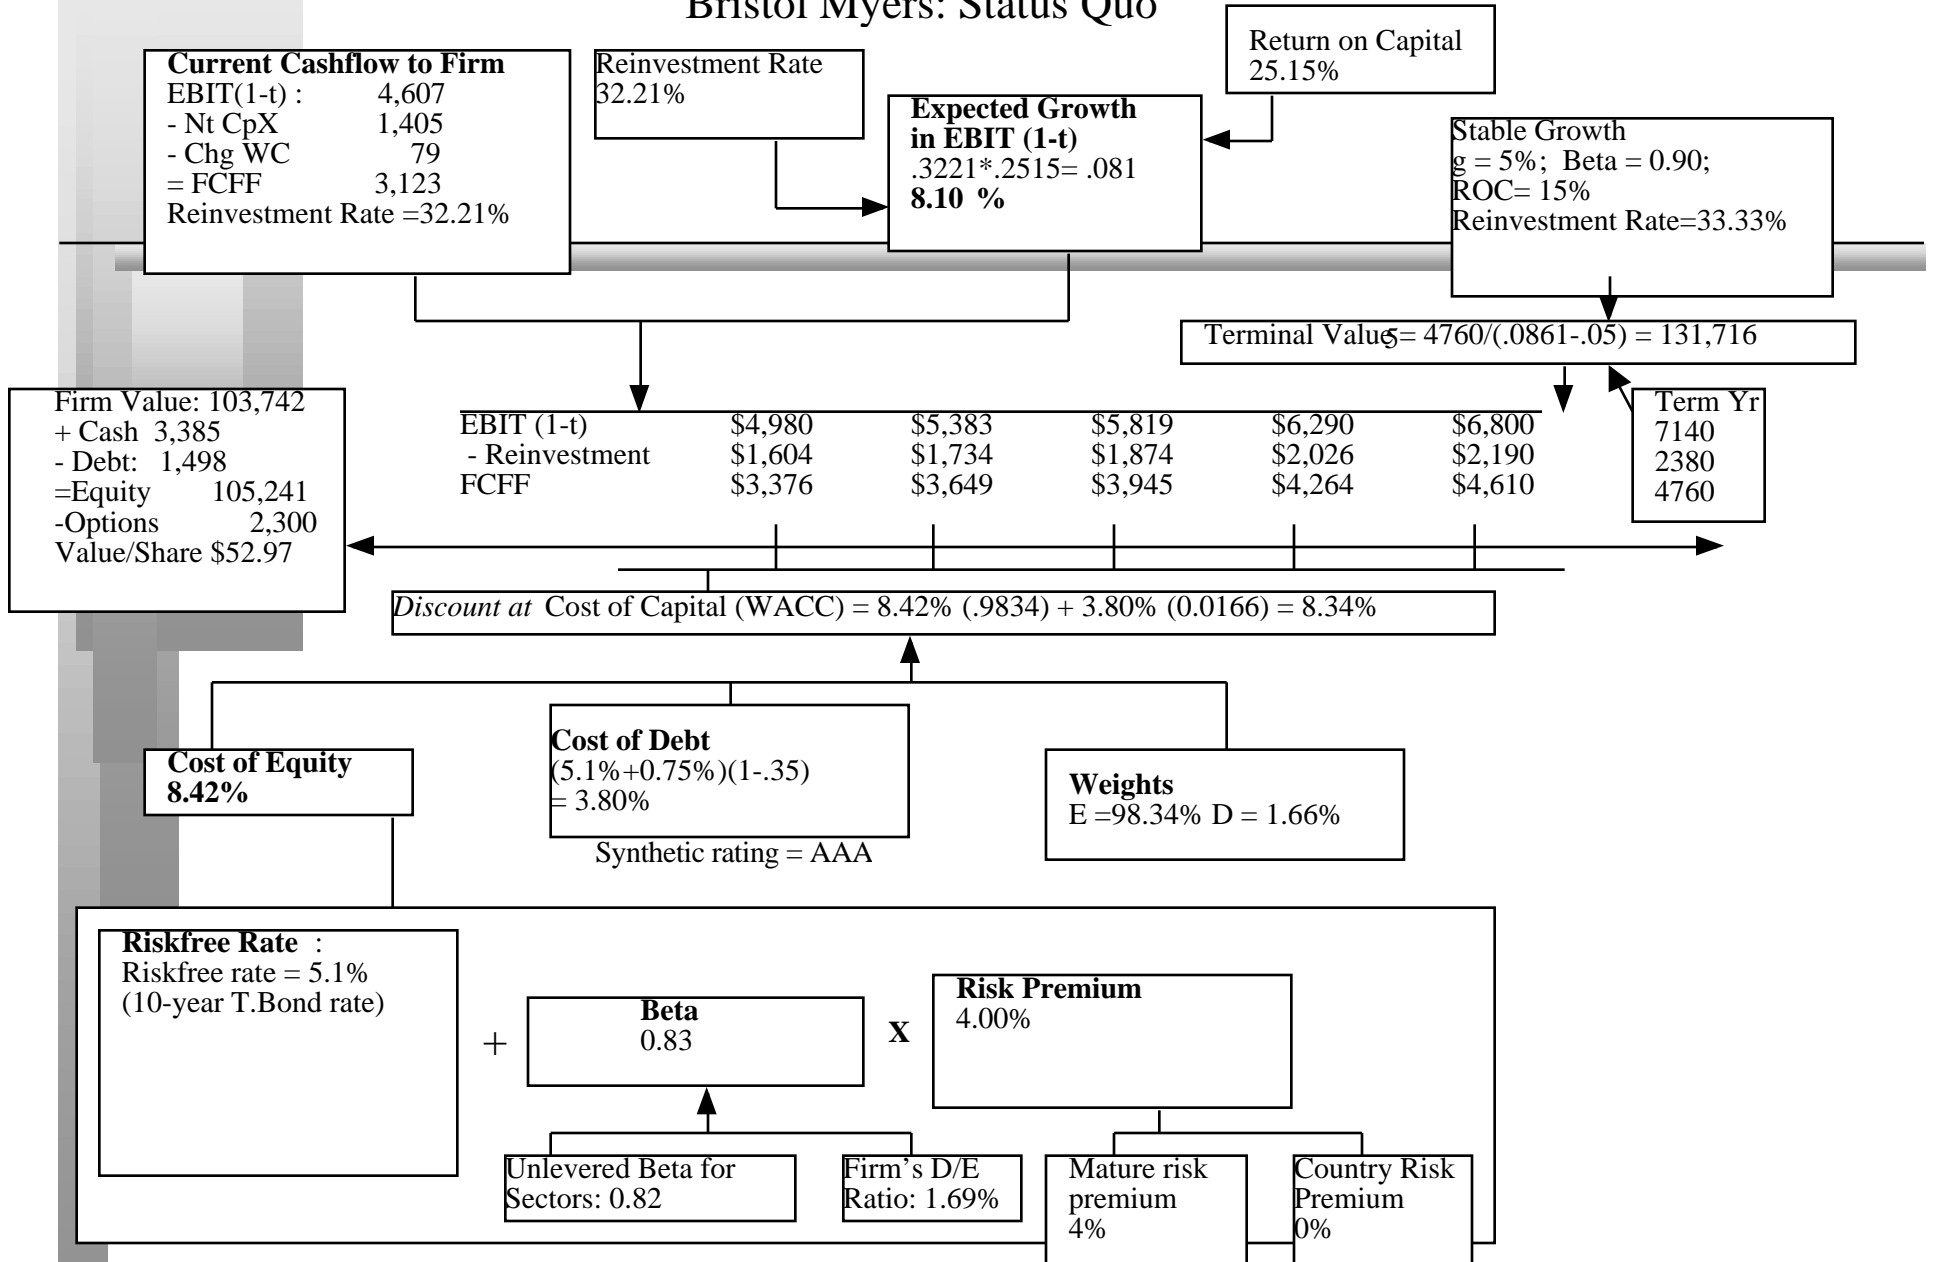 Bristol Myers: Status Quo
Current Cashflow to Firm
EBIT(1-t) : 4,607
- Nt CpX 1,405
- Chg WC 79
= FCFF 3,123
Reinvestment Rate =32.21%
Reinvestment Rate
32.21%
Expected Growth
in EBIT (1-t)
.3221*.2515= .081
8.10 %
Return on Capital
25.15%
Stable Growth
g = 5%; Beta = 0.90;
ROC= 15%
Reinvestment Rate=33.33%
Terminal Value5= 4760/(.0861-.05) = 131,716
Firm Value: 103,742
+ Cash 3,385
- Debt: 1,498
=Equity 105,241
-Options 2,300
Value/Share $52.97
EBIT (1-t) $4,980 $5,383 $5,819 $6,290 $6,800
- Reinvestment $1,604 $1,734 $1,874 $2,026 $2,190
FCFF $3,376 $3,649 $3,945 $4,264 $4,610
Term Yr
7140
2380
4760
Discount at Cost of Capital (WACC) = 8.42% (.9834) + 3.80% (0.0166) = 8.34%
Cost of Equity
8.42%
Cost of Debt
(5.1%+0.75%)(1-.35)
= 3.80%
Synthetic rating = AAA
Weights
E =98.34% D = 1.66%
Riskfree Rate :
Riskfree rate = 5.1%
(10-year T.Bond rate)
+
Beta
0.83
X
Risk Premium
4.00%
Unlevered Beta for
Sectors: 0.82
Firm’s D/E
Ratio: 1.69%
Mature risk
premium
4%
Country Risk
Premium
0%